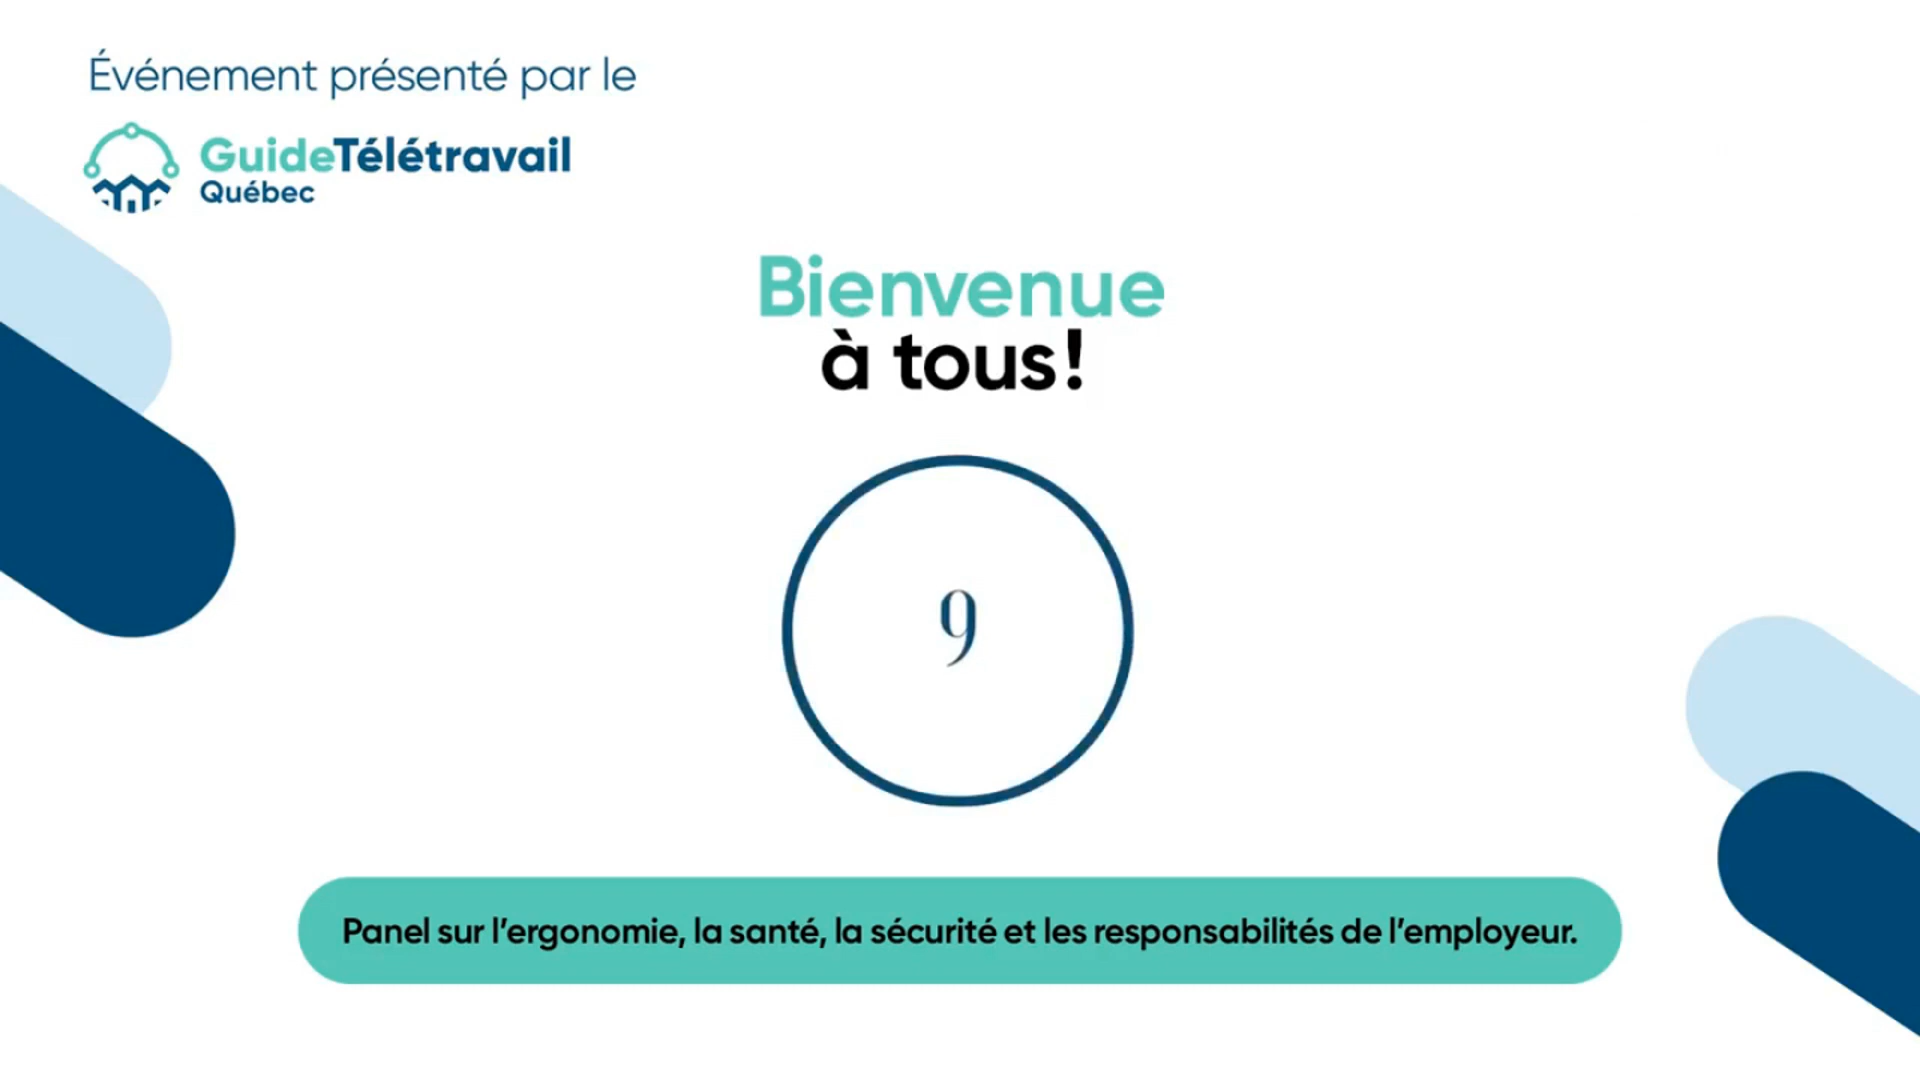 Événement présenté par le
GuideTélétravail
Québec
Bienvenue
à tous!
9
Panel sur l'ergonomie, la santé, la sécurité et les responsabilités de l'employeur.